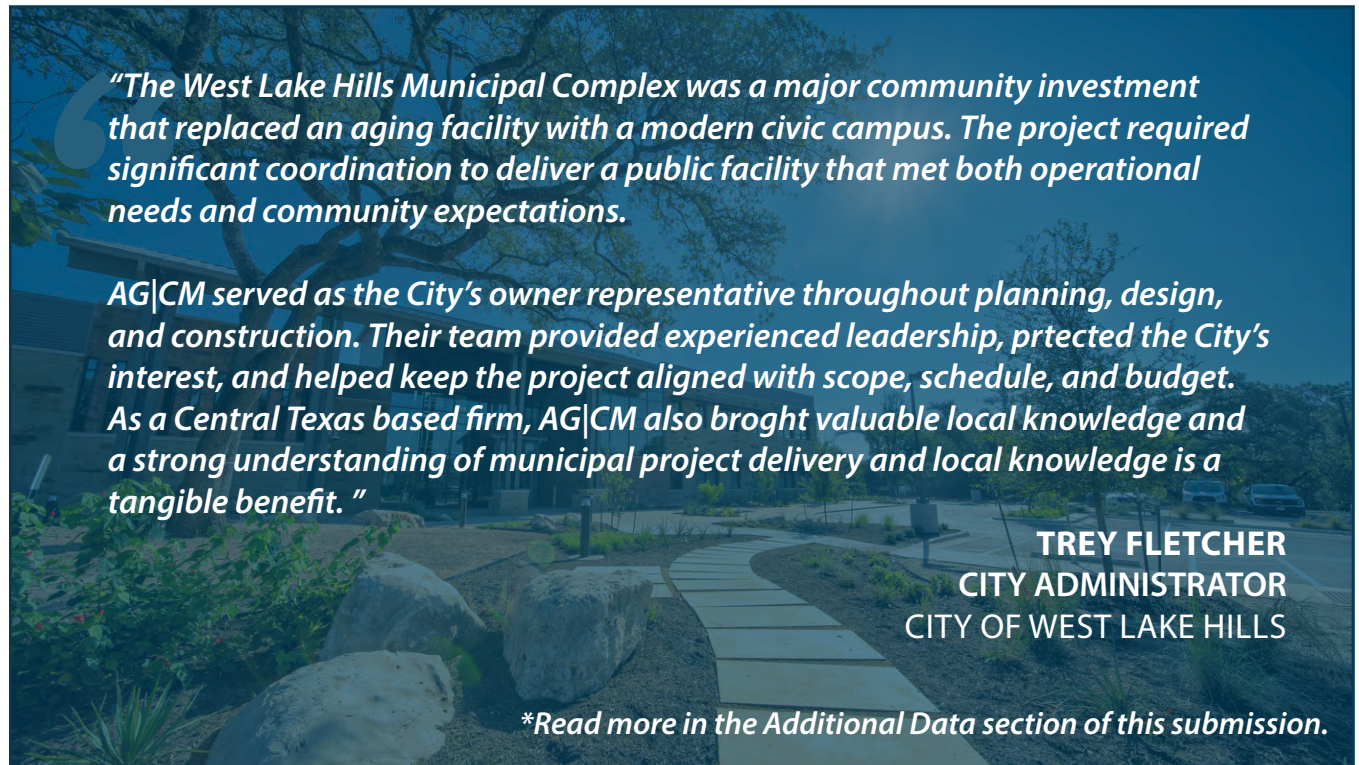 “The West Lake Hills Municipal Complex was a major community investment
that replaced an aging facility with a modern civic campus. The project required
significant coordination to deliver a public facility that met both operational
needs and community expectations.
AG|CM served as the City’s owner representative throughout planning, design,
and construction. Their team provided experienced leadership, prtected the City’s
interest, and helped keep the project aligned with scope, schedule, and budget.
As a Central Texas based firm, AG|CM also broght valuable local knowledge and
a strong understanding of municipal project delivery and local knowledge is a
tangible benefit. ”
TREY FLETCHER
CITY ADMINISTRATOR
CITY OF WEST LAKE HILLS
*Read more in the Additional Data section of this submission.